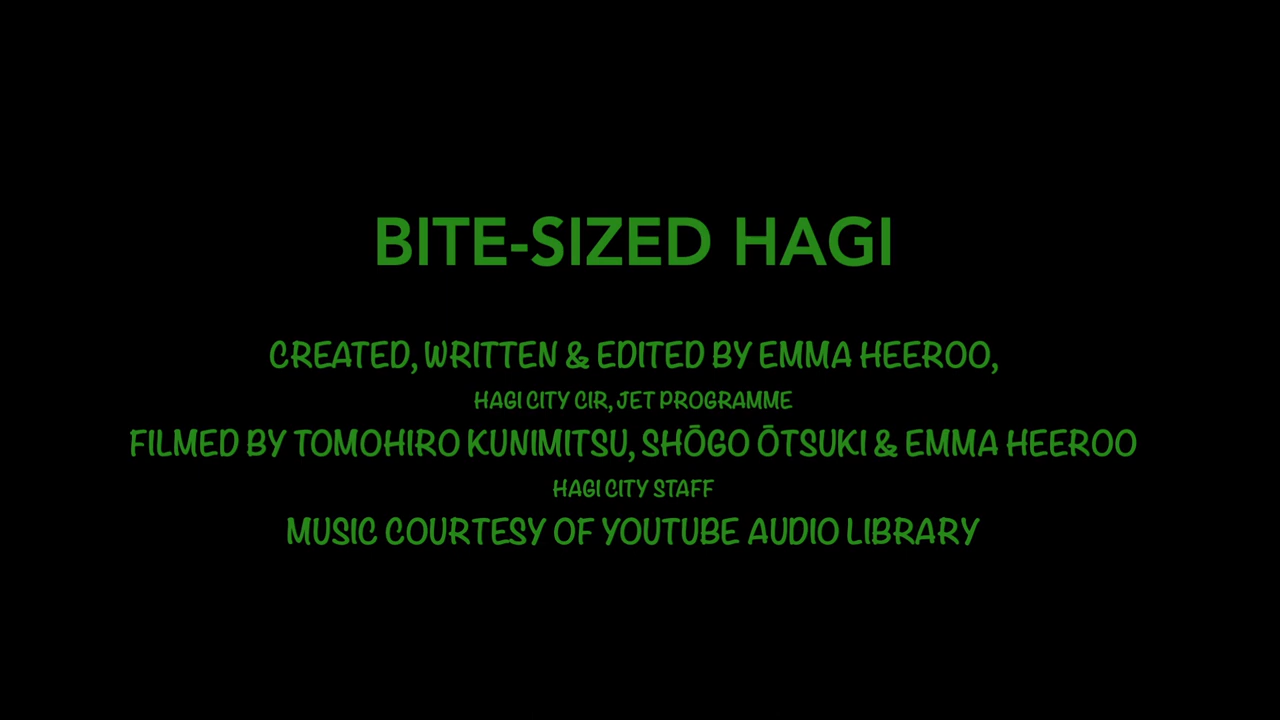 BITE-SIZED HAGI
CREATED, WRITTEN & EDITED BY EMMA HEEROO,
HAGI CITY CIR, JET PROGRAMME
FILMED BY TOMOHIRO KUNIMITSU, SHŌGO ŌTSUKI & EMMA HEEROO
HAGI CITY STAFF
MUSIC COURTESY OF YOUTUBE AUDIO LIBRARY